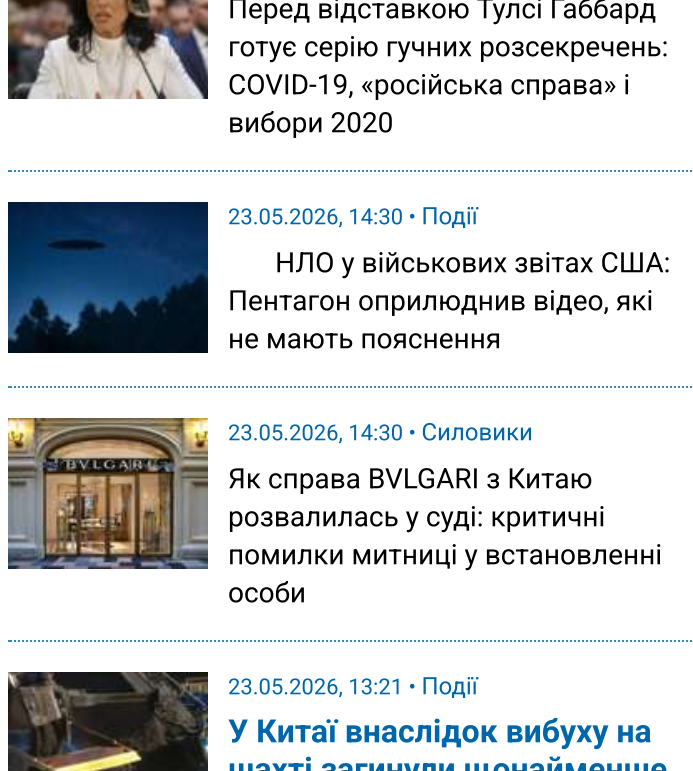 Перед відставкою Тулсі Габбард
готує серію гучних розсекречень:
COVID-19, «російська справа» і
вибори 2020
23.05.2026, 14:30 • Події
НЛО у військових звітах США:
Пентагон оприлюднив відео, які
не мають пояснення
BVLGARI
23.05.2026, 14:30 • Силовики
Як справа BVLGARI з Китаю
розвалилась у суді: критичні
помилки митниці у встановленні
особи
23.05.2026, 13:21 • Події
У Китаї внаслідок вибуху на
шахті загинули щонайменше